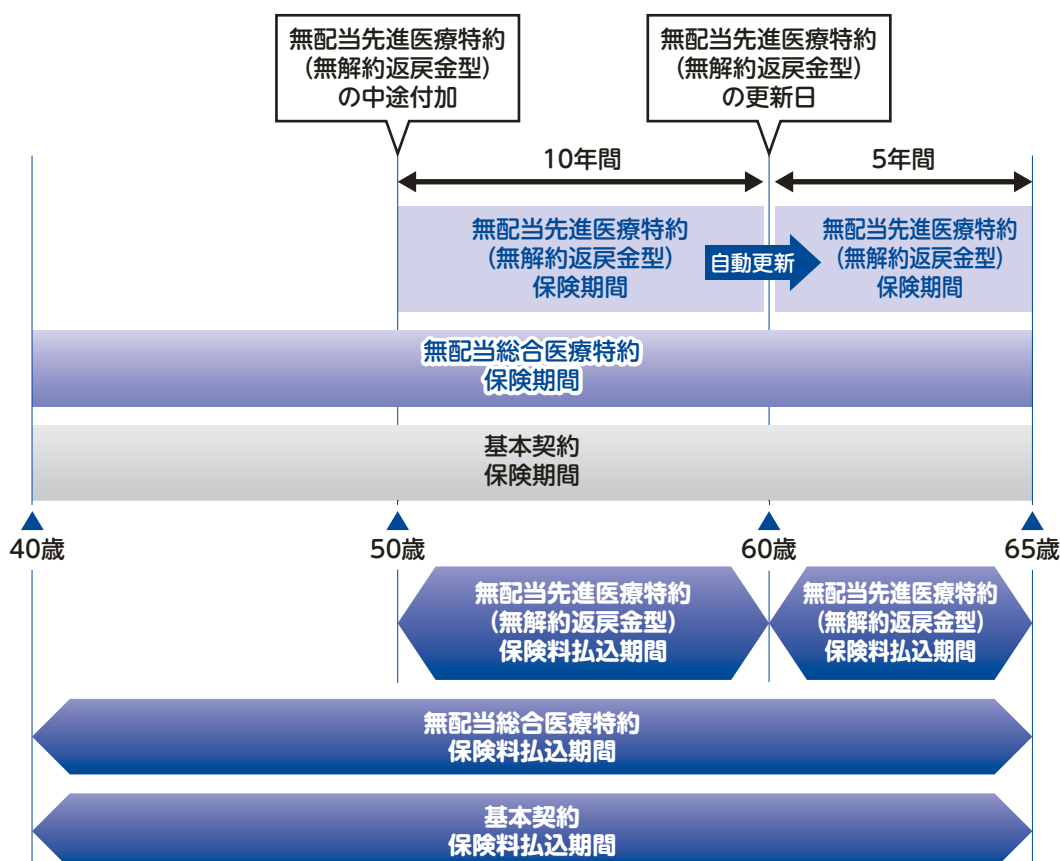 無配当先進医療特約
(無解約返戻金型)
の中途付加
無配当先進医療特約
(無解約返戻金型)
の更新日
10年間
5年間
無配当先進医療特約
(無解約返戻金型)
保険期間
自動更新
無配当先進医療特約
(無解約返戻金型)
保険期間
無配当総合医療特約
保険期間
基本契約
保険期間
40歳
50歳
60歳
65歳
無配当先進医療特約
(無解約返戻金型)
保険料払込期間
無配当先進医療特約
(無解約返戻金型)
保険料払込期間
無配当総合医療特約
保険料払込期間
基本契約
保険料払込期間